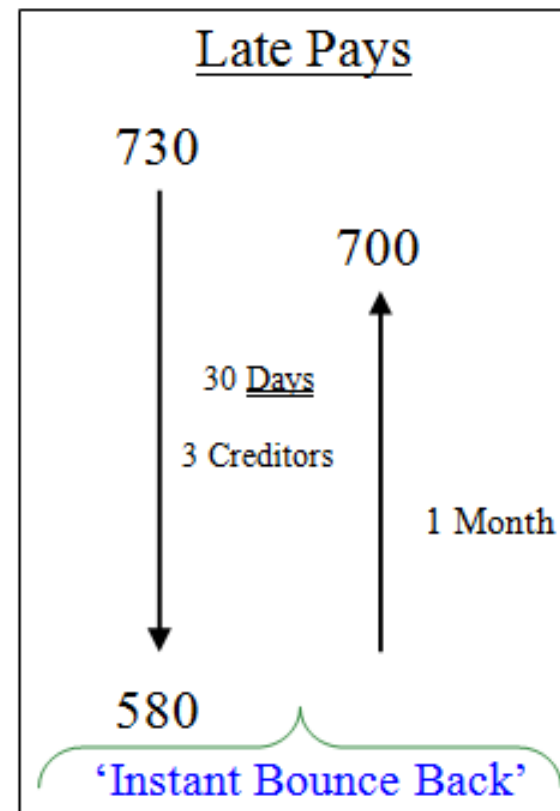 Late Pays
730
700
30 Days
3 Creditors
1 Month
580
‘Instant Bounce Back’